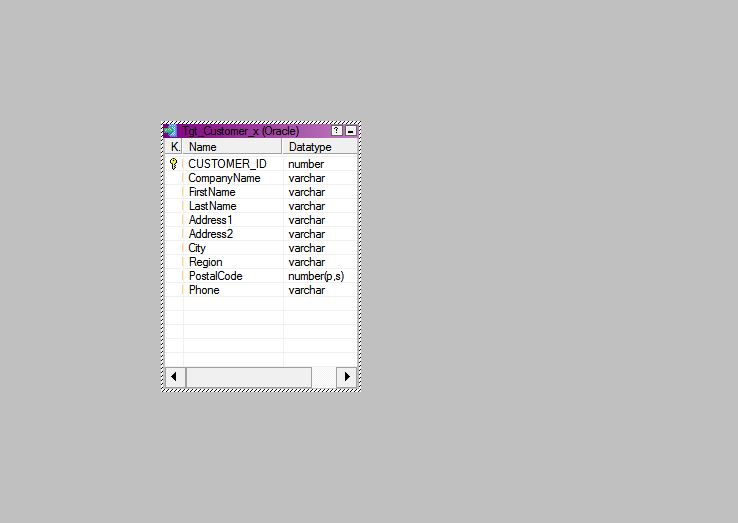 Tgt_Customer_x (Oracle) ?
K. Name Datatype
CUSTOMER_ID number
CompanyName varchar
FirstName varchar
LastName varchar
Address1 varchar
Address2 varchar
City varchar
Region varchar
PostalCode number(p,s)
Phone varchar